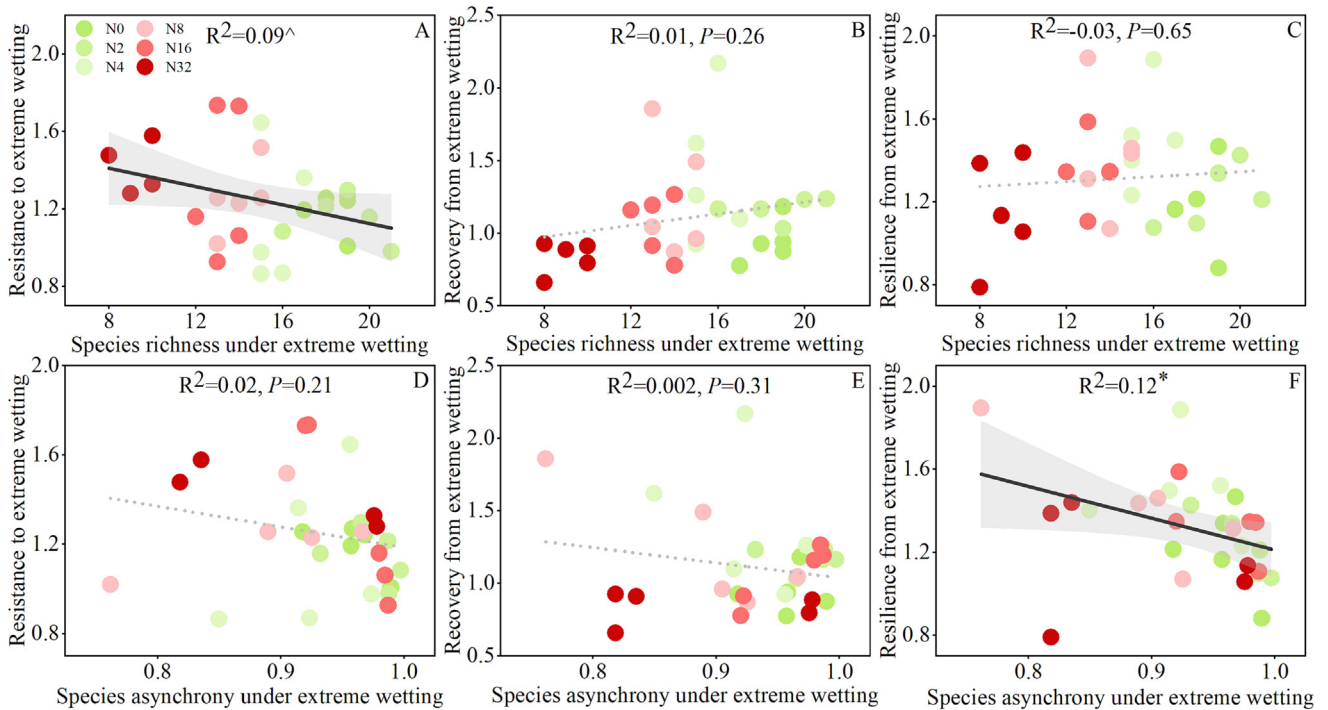 A
R²=0.09^
N0
N8
N2
N16
N4
N32
Resistance to extreme wetting
2.0
1.6
1.2
0.8
8
12
16
20
Species richness under extreme wetting
B
R²=0.01, P=0.26
Recovery from extreme wetting
2.5
2.0
1.5
1.0
0.5
8
12
16
20
Species richness under extreme wetting
C
R²=-0.03, P=0.65
Resilience from extreme wetting
2.0
1.6
1.2
0.8
8
12
16
20
Species richness under extreme wetting
D
R²=0.02, P=0.21
Resistance to extreme wetting
2.0
1.6
1.2
0.8
0.8
0.9
1.0
Species asynchrony under extreme wetting
E
R²=0.002, P=0.31
Recovery from extreme wetting
2.5
2.0
1.5
1.0
0.5
0.8
0.9
1.0
Species asynchrony under extreme wetting
F
R²=0.12*
Resilience from extreme wetting
2.0
1.6
1.2
0.8
0.8
0.9
1.0
Species asynchrony under extreme wetting